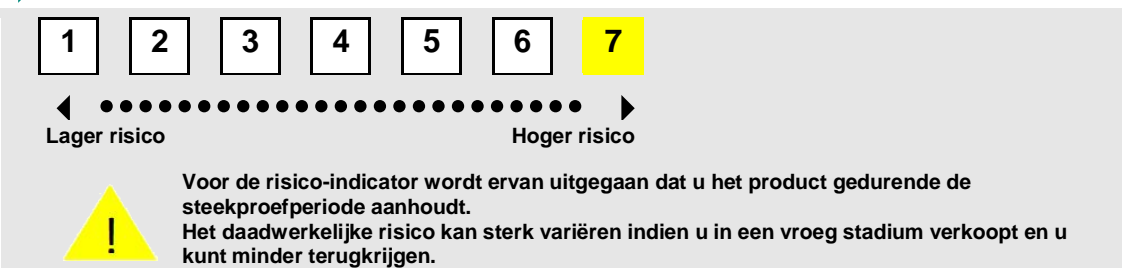 1 2 3 4 5 6 7
Lager risico Hoger risico
Voor de risico-indicator wordt ervan uitgegaan dat u het product gedurende de
steekproefperiode aanhoudt.
Het daadwerkelijke risico kan sterk variëren indien u in een vroeg stadium verkoopt en u
kunt minder terugkrijgen.
!